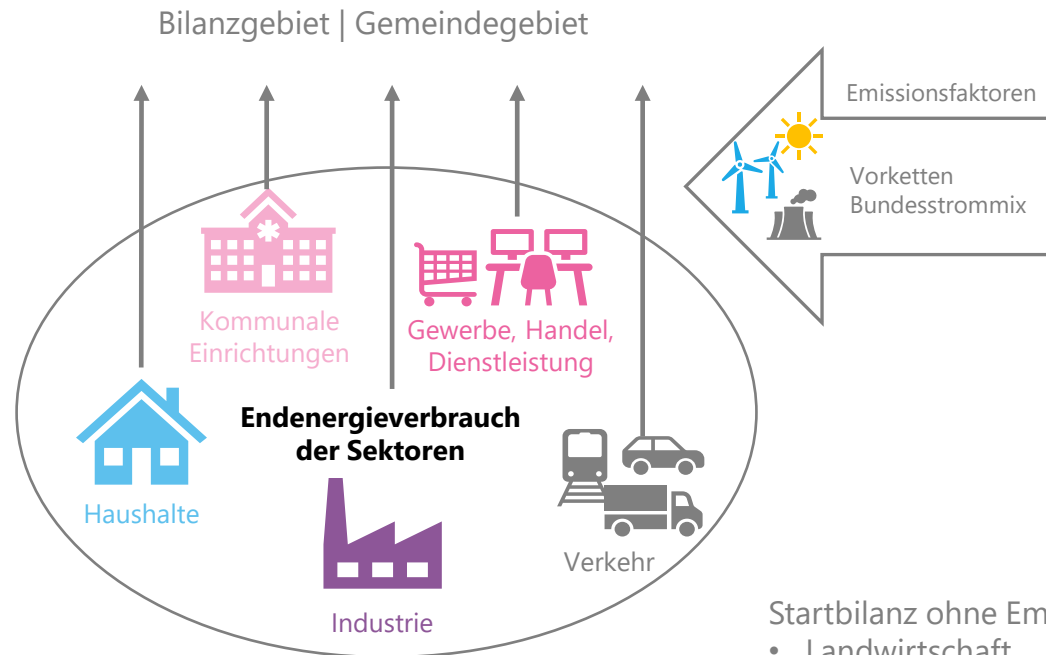 Bilanzgebiet | Gemeindegebiet
Emissionsfaktoren
Vorketten
Bundesstrommix
Kommunale
Einrichtungen
Gewerbe, Handel,
Dienstleistung
Endenergieverbrauch
der Sektoren
Haushalte
Verkehr
Industrie
Startbilanz ohne Em
• Landwirtschaft